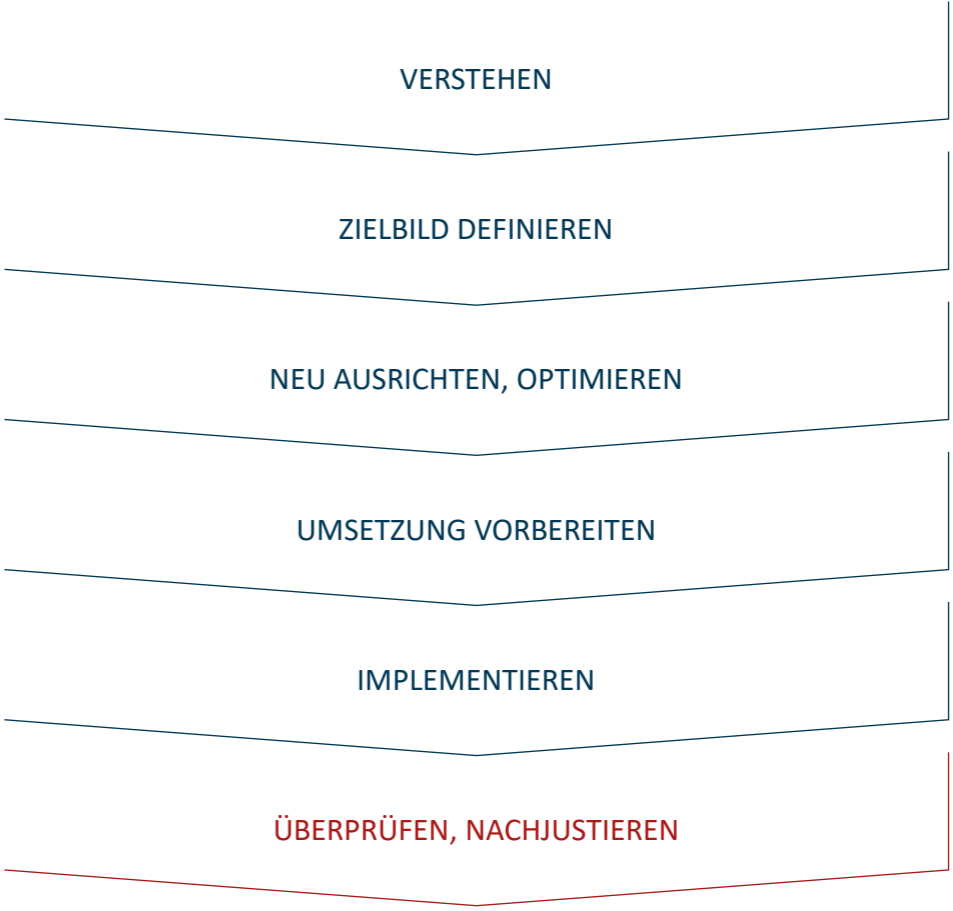 VERSTEHEN
ZIELBILD DEFINIEREN
NEU AUSRICHTEN, OPTIMIEREN
UMSETZUNG VORBEREITEN
IMPLEMENTIEREN
ÜBERPRÜFEN, NACHJUSTIEREN